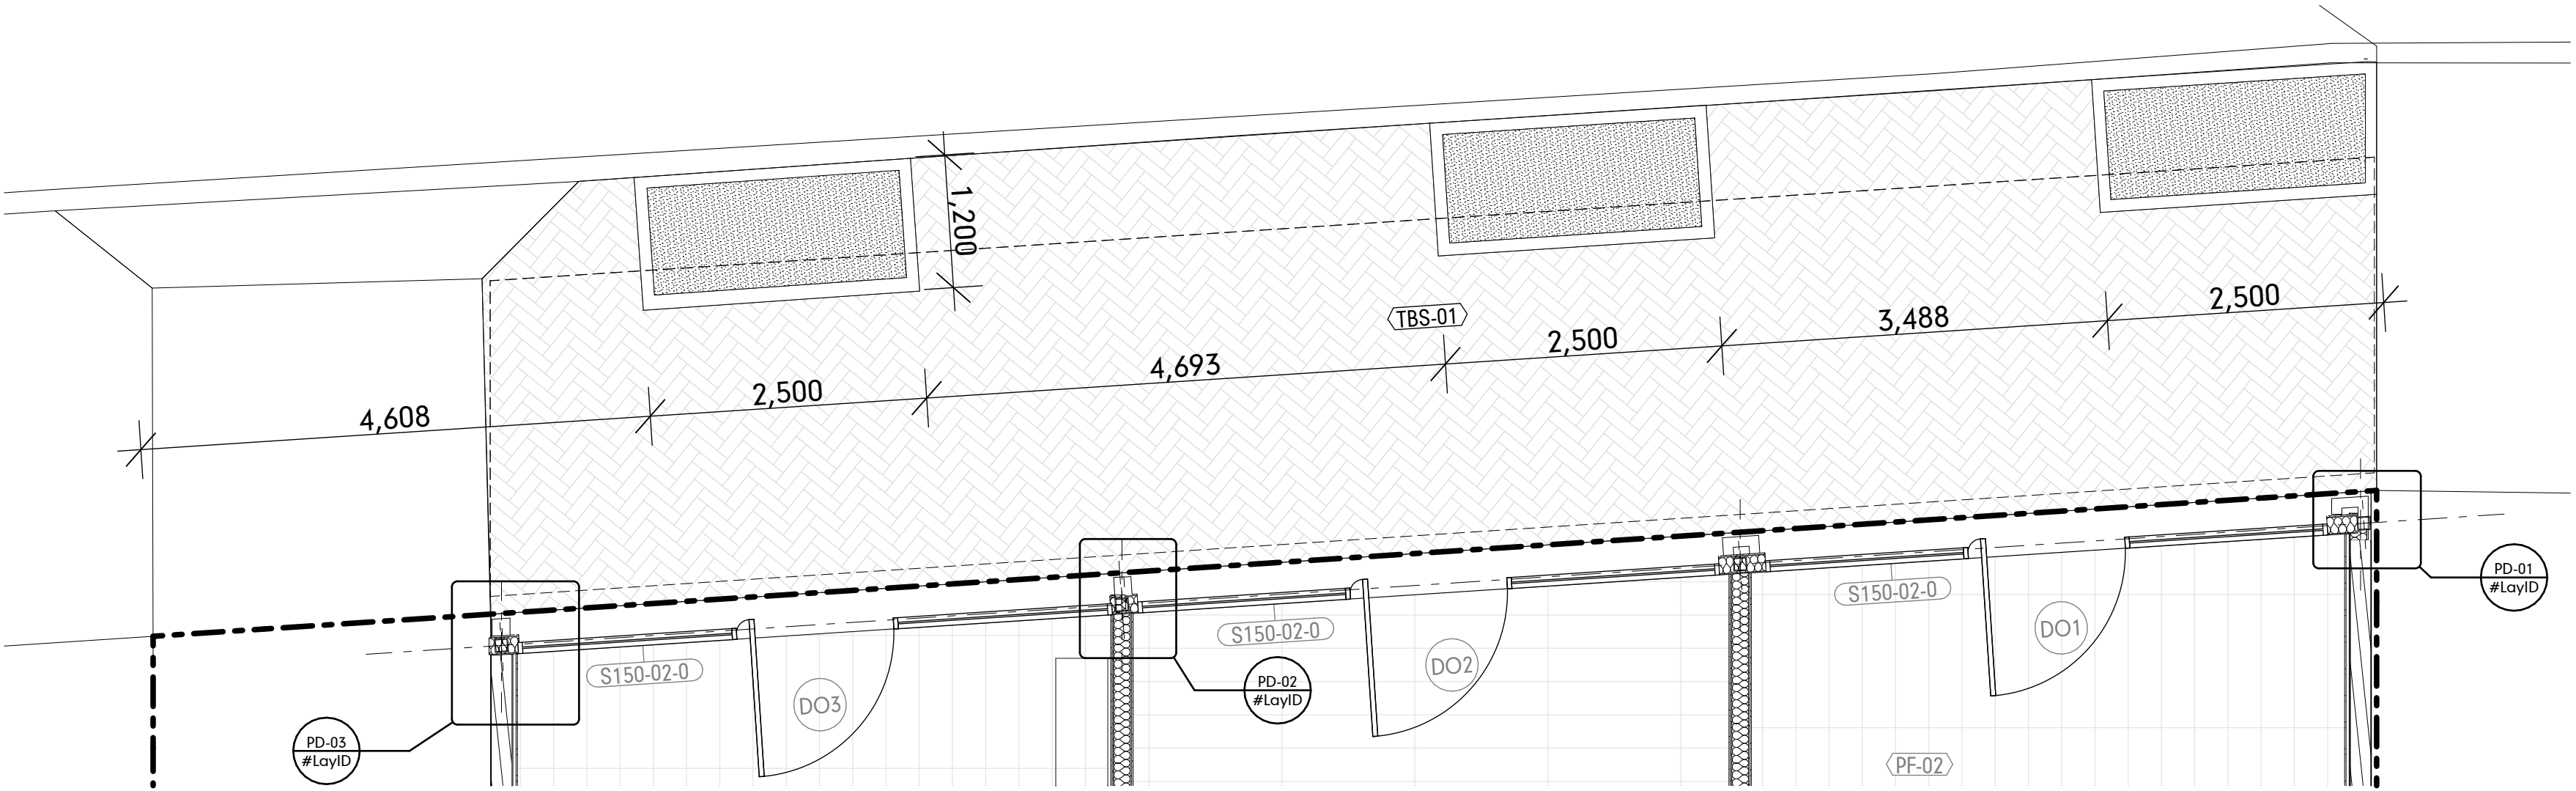 1,200
TBS-01
2,500
3,488
2,500
4,693
2,500
4,608
PD-01
#LayID
S150-02-0
DO1
S150-02-0
DO2
S150-02-0
DO3
PD-02
#LayID
PD-03
#LayID
PF-02